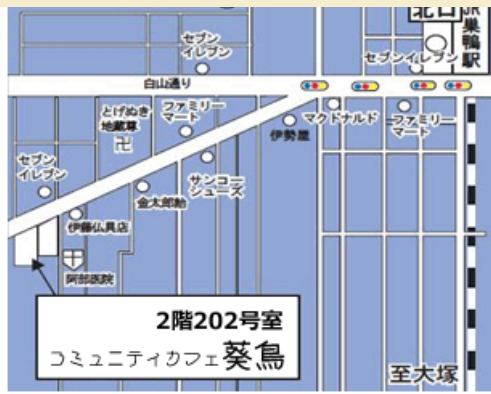 北口
JR巣鴨駅
セブン
イレブン
セブンイレブン
白山通り
とげぬき
地蔵尊
卍
ファミリー
マート
伊勢屋
マクドナルド
ファミリー
マート
セブン
イレブン
サンコー
シューズ
金太郎飴
伊藤仏具店
阿部医院
2階202号室
コミュニティカフェ葵鳥
至大塚